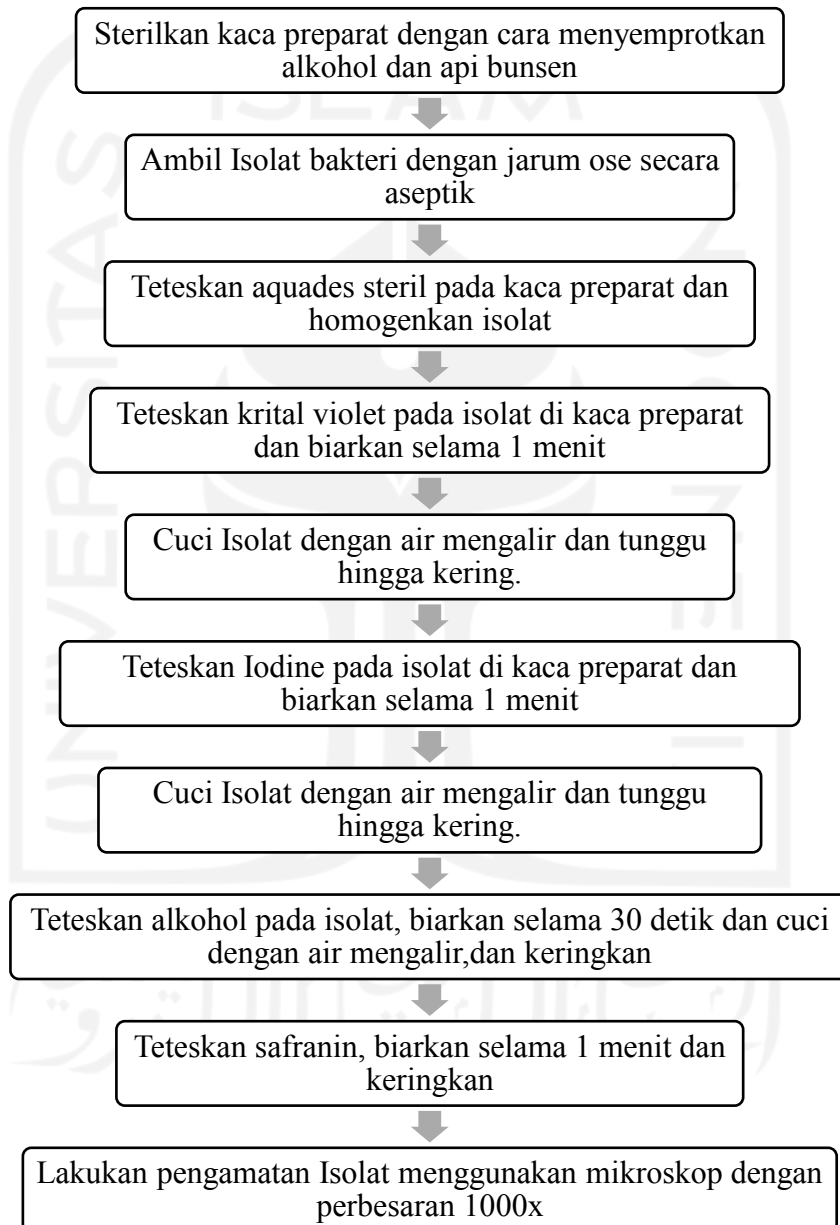 Sterilkan kaca preparat dengan cara menyemprotkan
alkohol dan api bunsen
Ambil Isolat bakteri dengan jarum ose secara
aseptik
Teteskan aquades steril pada kaca preparat dan
homogenkan isolat
Teteskan krital violet pada isolat di kaca preparat
dan biarkan selama 1 menit
Cuci Isolat dengan air mengalir dan tunggu
hingga kering.
Teteskan Iodine pada isolat di kaca preparat dan
biarkan selama 1 menit
Cuci Isolat dengan air mengalir dan tunggu
hingga kering.
Teteskan alkohol pada isolat, biarkan selama 30 detik dan cuci
dengan air mengalir,dan keringkan
Teteskan safranin, biarkan selama 1 menit dan
keringkan
Lakukan pengamatan Isolat menggunakan mikroskop dengan
perbesaran 1000x
UNIVERSITAS
ISLAM